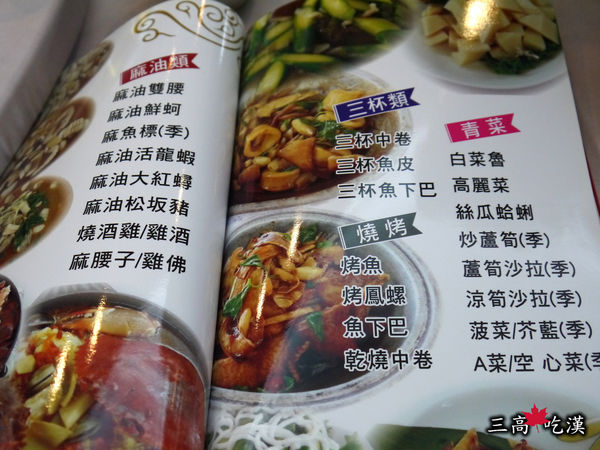 麻油類
麻油雙腰
麻油鮮蚵
麻魚標(季)
麻油活龍蝦
麻油大紅蟳
麻油松坂豬
燒酒雞/雞酒
麻腰子/雞佛
三杯類
三杯中卷
三杯魚皮
三杯魚下巴
燒烤
烤魚
烤鳳螺
魚下巴
乾燒中卷
青菜
白菜魯
高麗菜
絲瓜蛤蜊
炒蘆筍(季)
蘆筍沙拉(季)
涼筍沙拉(季)
菠菜/芥藍(季)
A菜/空 心菜(季
三高 吃漢